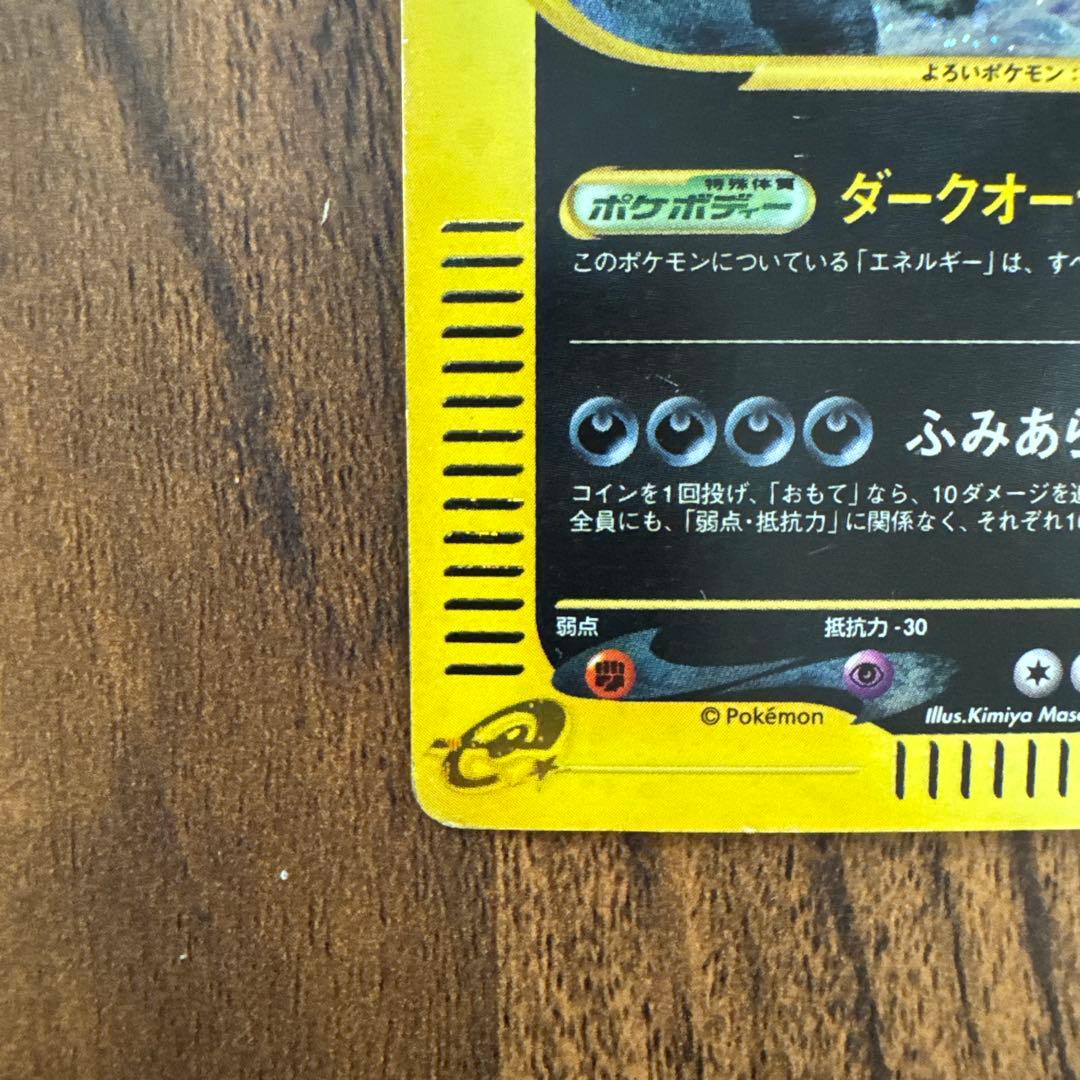 よろいポケモン
特殊体質
ポケボディー
ダークオー
このポケモンについている「エネルギー」は、すべ
ふみあら
コインを1回投げ、「おもて」なら、10ダメージを追
全員にも、「弱点・抵抗力」に関係なく、それぞれ10
弱点
抵抗力 -30
© Pokémon
Illus.Kimiya Mas